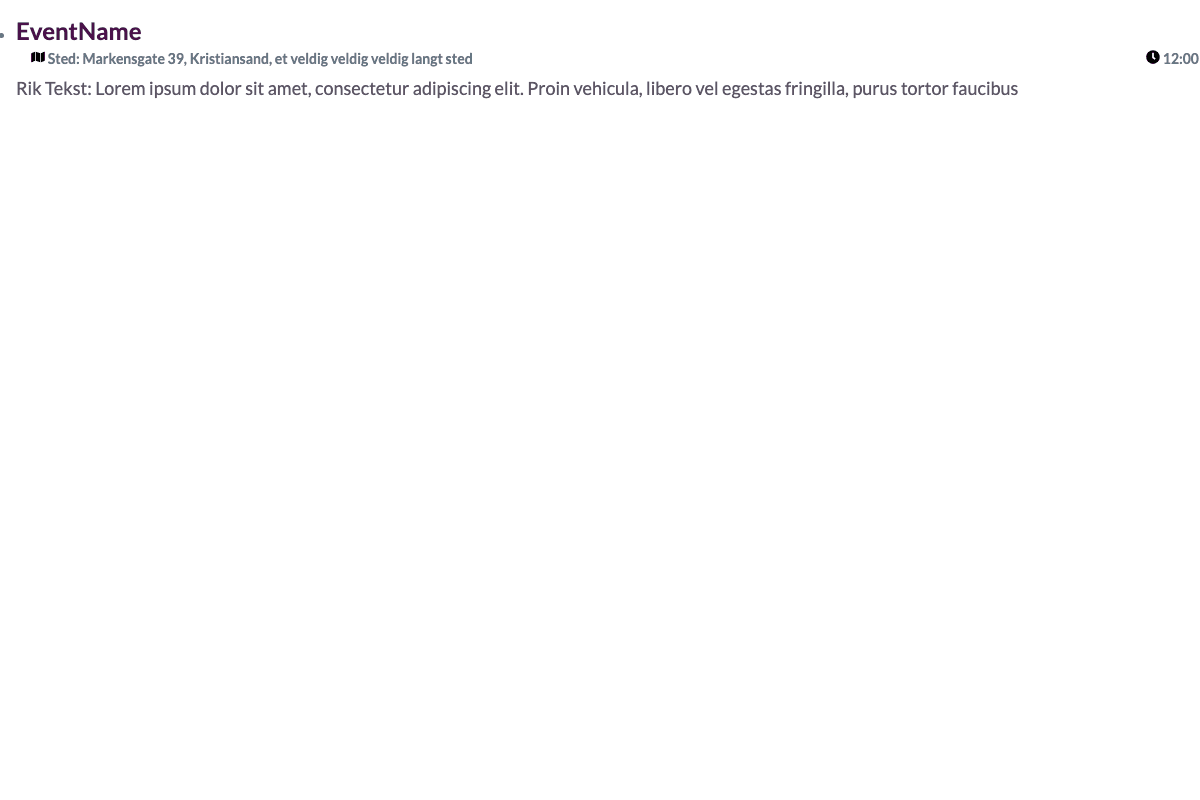 EventName
Sted: Markensgate 39, Kristiansand, et veldig veldig veldig langt sted 12:00
Rik Tekst: Lorem ipsum dolor sit amet, consectetur adipiscing elit. Proin vehicula, libero vel egestas fringilla, purus tortor faucibus